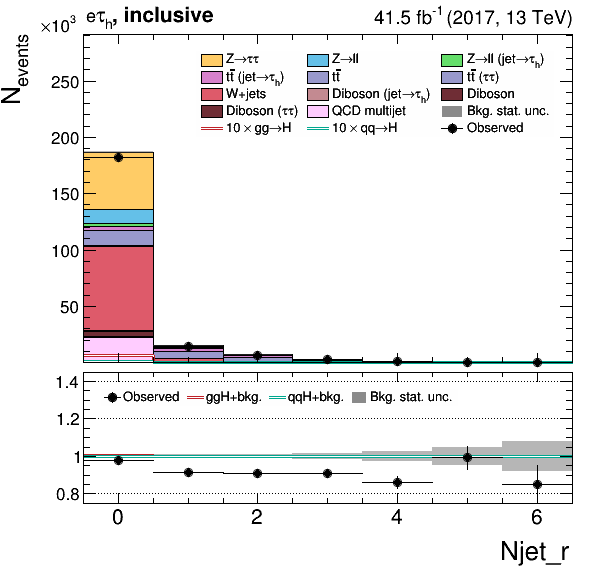 ×10³ eτₕ, inclusive 41.5 fb⁻¹ (2017, 13 TeV)
N_events
Z→ττ Z→ll Z→ll (jet→τₕ)
tt̄ (jet→τₕ) tt̄ tt̄ (ττ)
W+jets Diboson (jet→τₕ) Diboson
Diboson (ττ) QCD multijet Bkg. stat. unc.
10 × gg→H 10 × qq→H Observed
250
200
150
100
50
1.4
Observed ggH+bkg. qqH+bkg. Bkg. stat. unc.
1.2
1
0.8
0 2 4 6
Njet_r